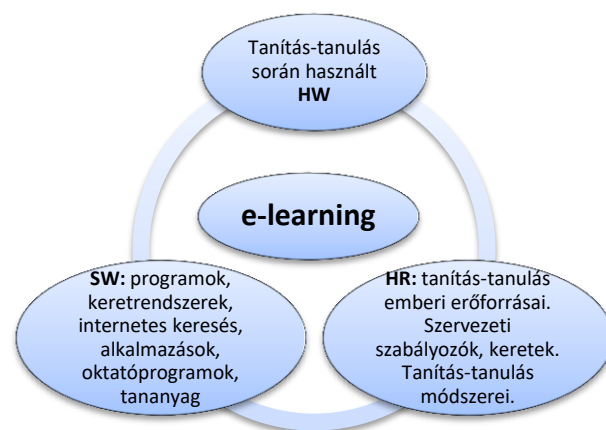 Tanítás-tanulás
során használt
HW
e-learning
SW: programok,
keretrendszerek,
internetes keresés,
alkalmazások,
oktatóprogramok,
tananyag
HR: tanítás-tanulás
emberi erőforrásai.
Szervezeti
szabályozók, keretek.
Tanítás-tanulás
módszerei.